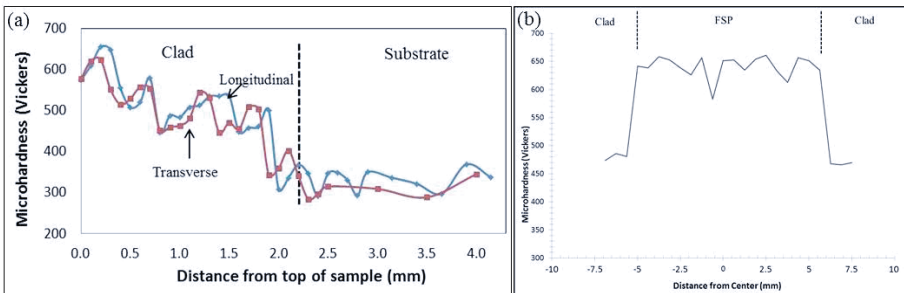 (a)
700
600
500
400
300
200
Microhardness (Vickers)
Clad
Substrate
Longitudinal
Transverse
0.0 0.5 1.0 1.5 2.0 2.5 3.0 3.5 4.0
Distance from top of sample (mm)
(b)
Clad FSP Clad
700
650
600
550
500
450
400
350
300
Microhardness (Vickers)
-10 -7.5 -5 -2.5 0 2.5 5 7.5 10
Distance from Center (mm)